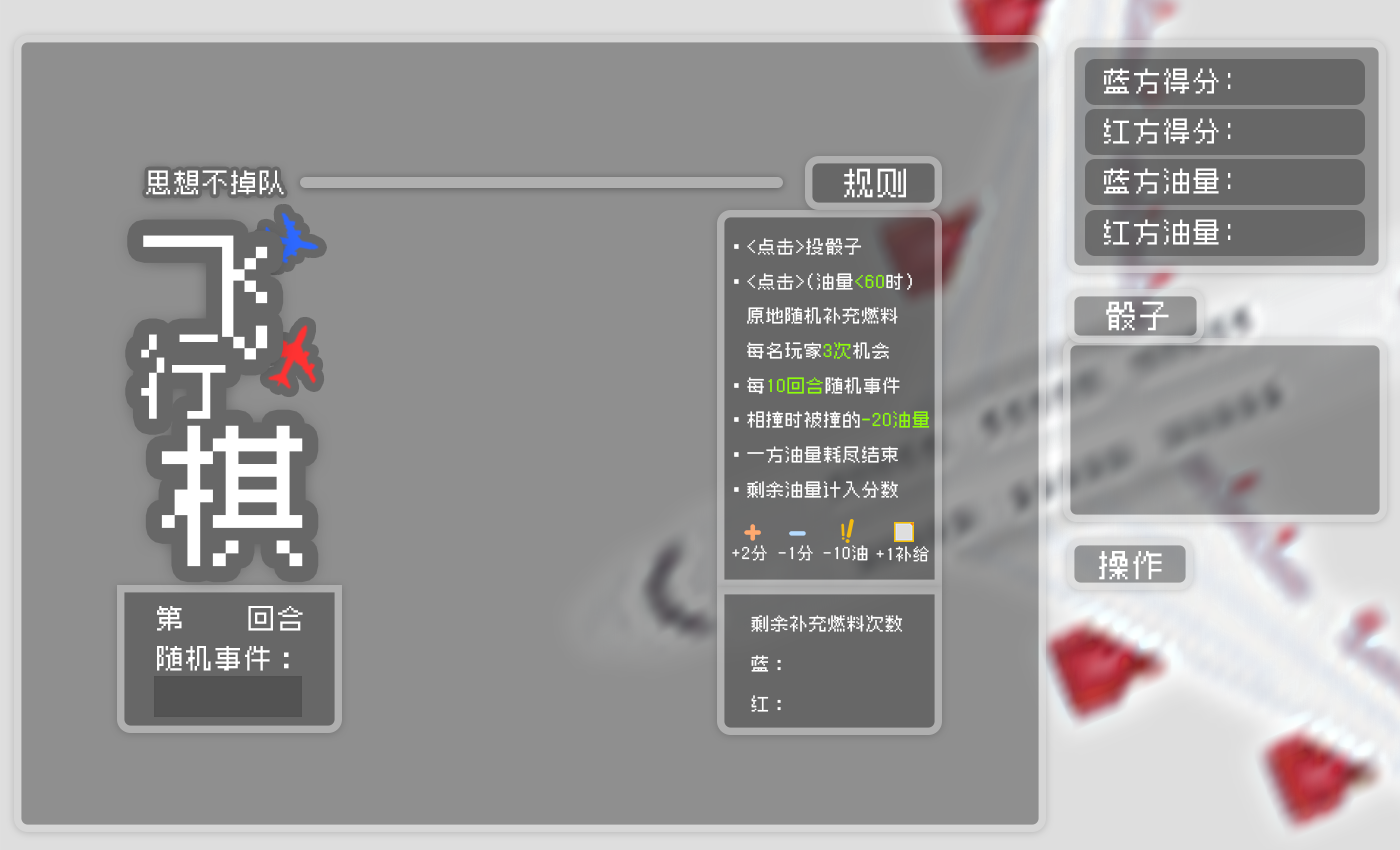 思想不掉队
飞
行
棋
第 回合
随机事件：
规则
·<点击>投骰子
·<点击>(油量<60时)
原地随机补充燃料
每名玩家3次机会
·每10回合随机事件
·相撞时被撞的-20油量
·一方油量耗尽结束
·剩余油量计入分数
+2分 -1分 -10油 +1补给
剩余补充燃料次数
蓝：
红：
蓝方得分：
红方得分：
蓝方油量：
红方油量：
骰子
操作